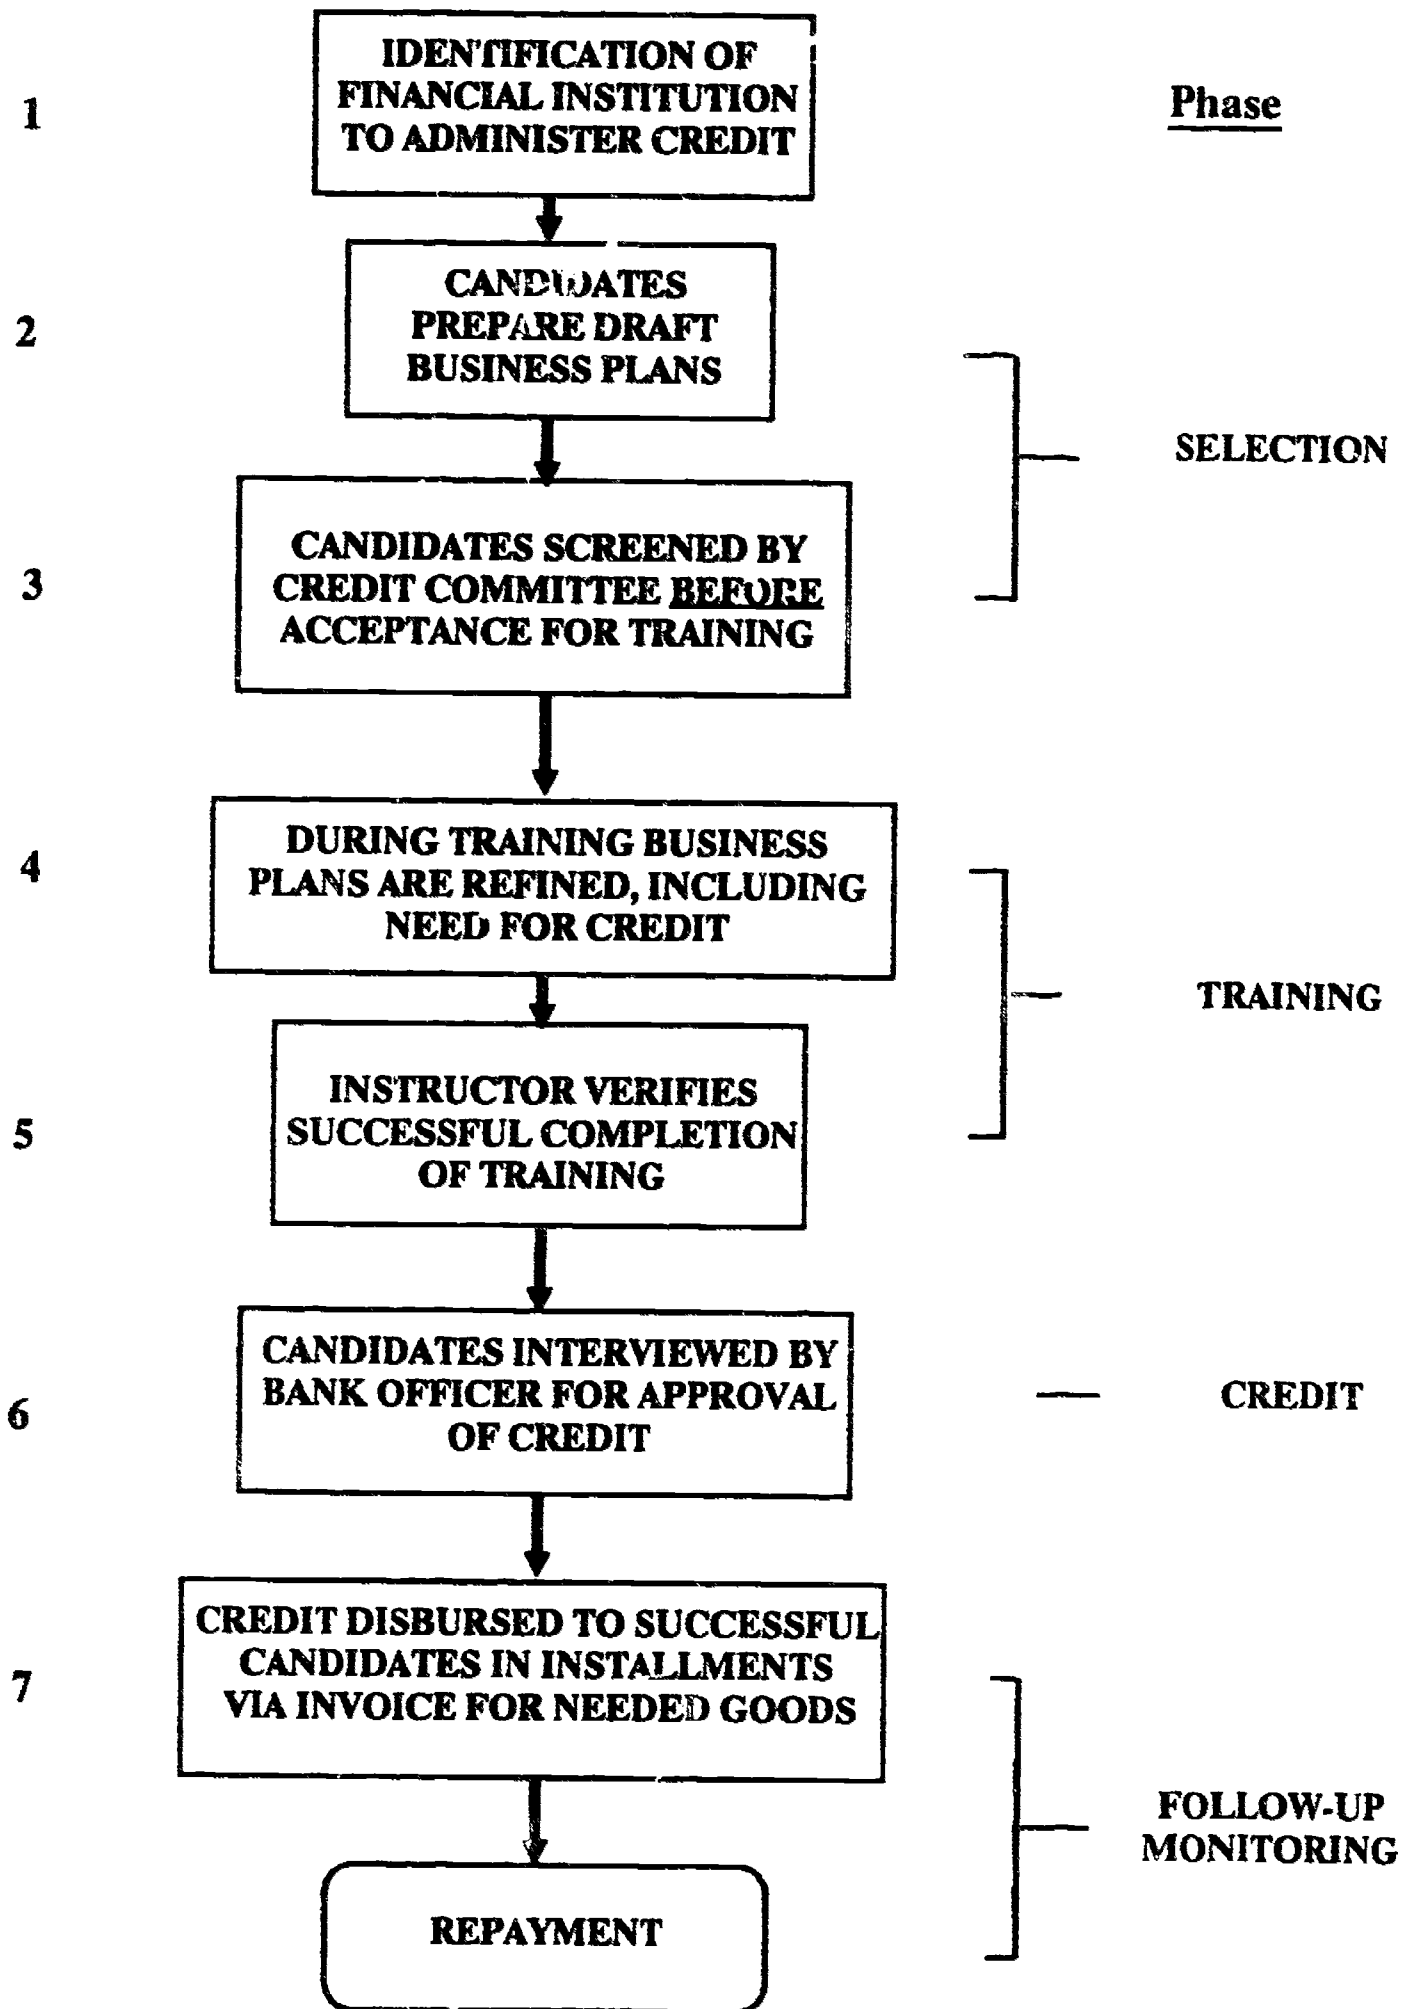 1
IDENTIFICATION OF
FINANCIAL INSTITUTION
TO ADMINISTER CREDIT
Phase
2
CANDIDATES
PREPARE DRAFT
BUSINESS PLANS
SELECTION
3
CANDIDATES SCREENED BY
CREDIT COMMITTEE BEFORE
ACCEPTANCE FOR TRAINING
4
DURING TRAINING BUSINESS
PLANS ARE REFINED, INCLUDING
NEED FOR CREDIT
TRAINING
5
INSTRUCTOR VERIFIES
SUCCESSFUL COMPLETION
OF TRAINING
6
CANDIDATES INTERVIEWED BY
BANK OFFICER FOR APPROVAL
OF CREDIT
CREDIT
7
CREDIT DISBURSED TO SUCCESSFUL
CANDIDATES IN INSTALLMENTS
VIA INVOICE FOR NEEDED GOODS
FOLLOW-UP
MONITORING
REPAYMENT